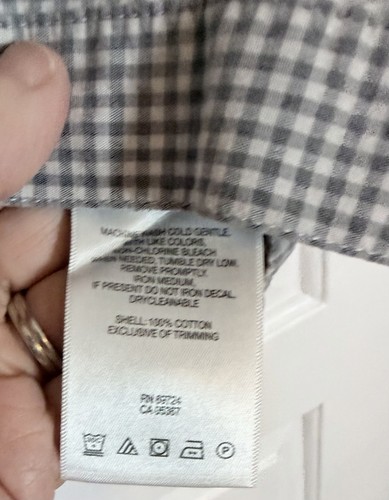 MACHINE WASH COLD GENTLE,
WITH LIKE COLORS,
NON-CHLORINE BLEACH
WHEN NEEDED, TUMBLE DRY LOW,
REMOVE PROMPTLY.
IRON MEDIUM,
IF PRESENT DO NOT IRON DECAL.
DRYCLEANABLE
SHELL: 100% COTTON
EXCLUSIVE OF TRIMMING
RN 69724
CA 05367
P